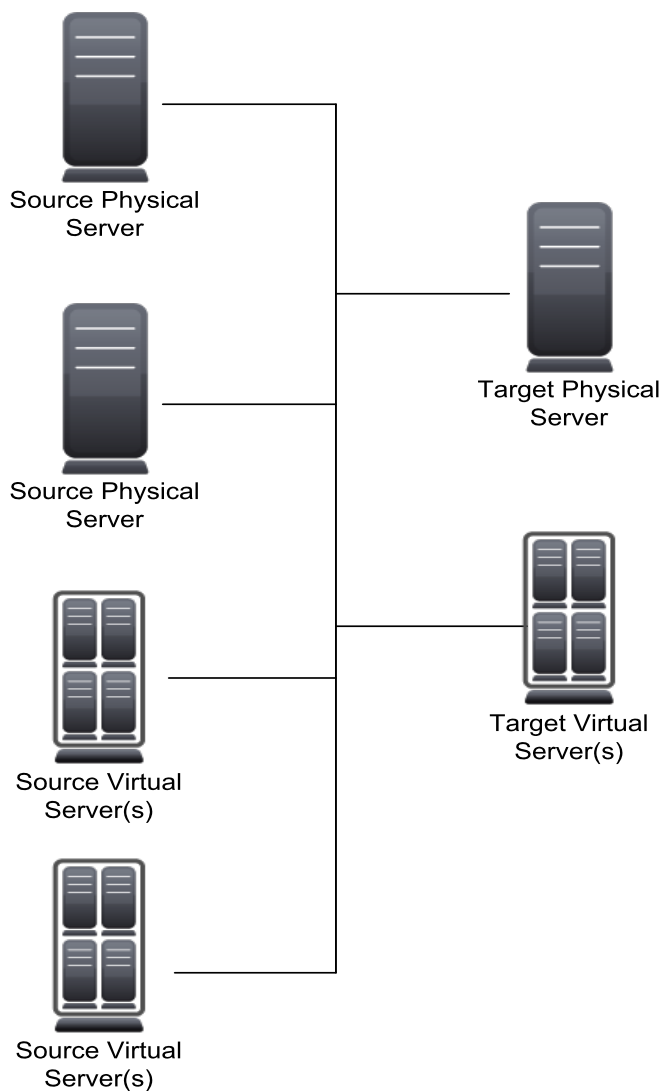 Source Physical
Server
Target Physical
Server
Source Physical
Server
Target Virtual
Server(s)
Source Virtual
Server(s)
Source Virtual
Server(s)